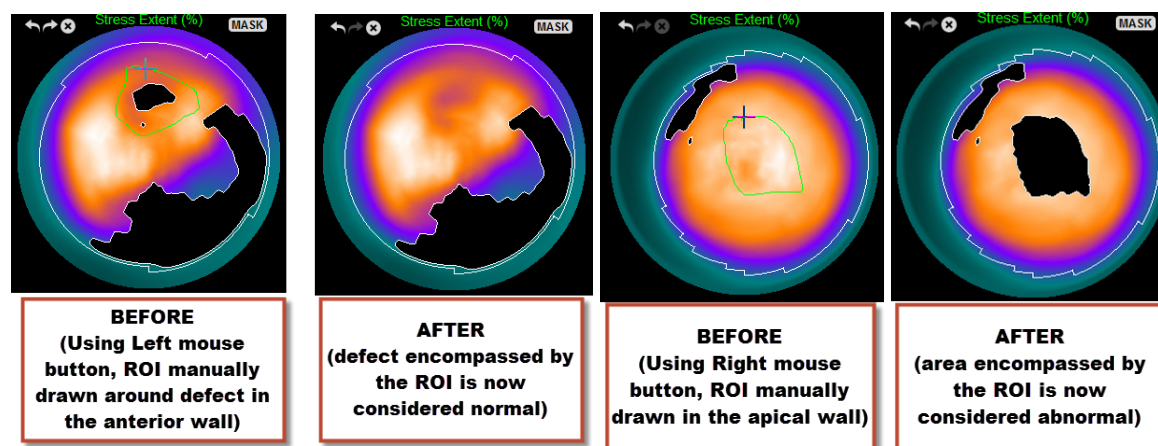 Stress Extent (%)
MASK
Stress Extent (%)
MASK
Stress Extent (%)
MASK
Stress Extent (%)
MASK
BEFORE
(Using Left mouse
button, ROI manually
drawn around defect in
the anterior wall)
AFTER
(defect encompassed by
the ROI is now
considered normal)
BEFORE
(Using Right mouse
button, ROI manually
drawn in the apical wall)
AFTER
(area encompassed by
the ROI is now
considered abnormal)